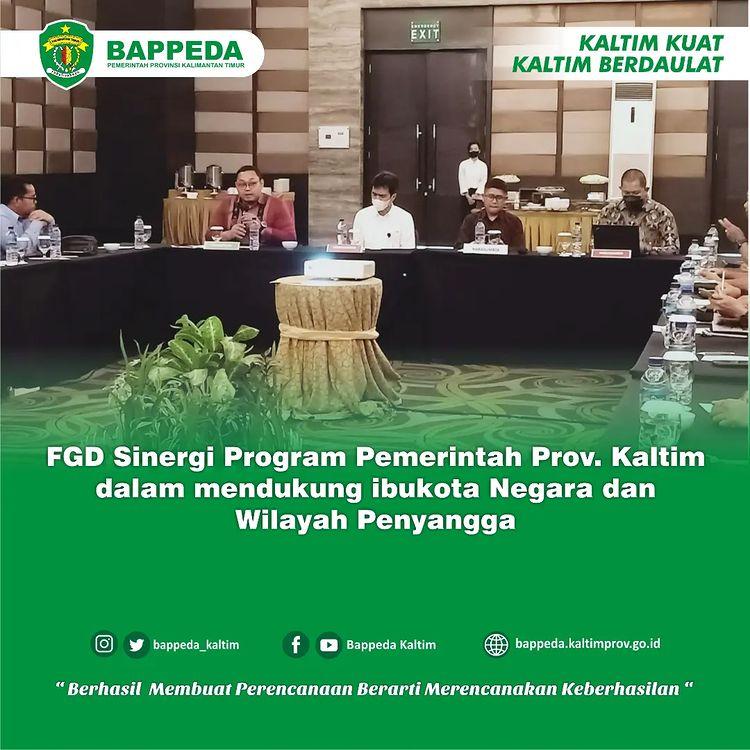 BAPPEDA
PEMERINTAH PROVINSI KALIMANTAN TIMUR
KALTIM KUAT
KALTIM BERDAULAT
EMERGENCY
EXIT
FGD Sinergi Program Pemerintah Prov. Kaltim
dalam mendukung ibukota Negara dan
Wilayah Penyangga
bappeda_kaltim
Bappeda Kaltim
bappeda.kaltimprov.go.id
“ Berhasil Membuat Perencanaan Berarti Merencanakan Keberhasilan “